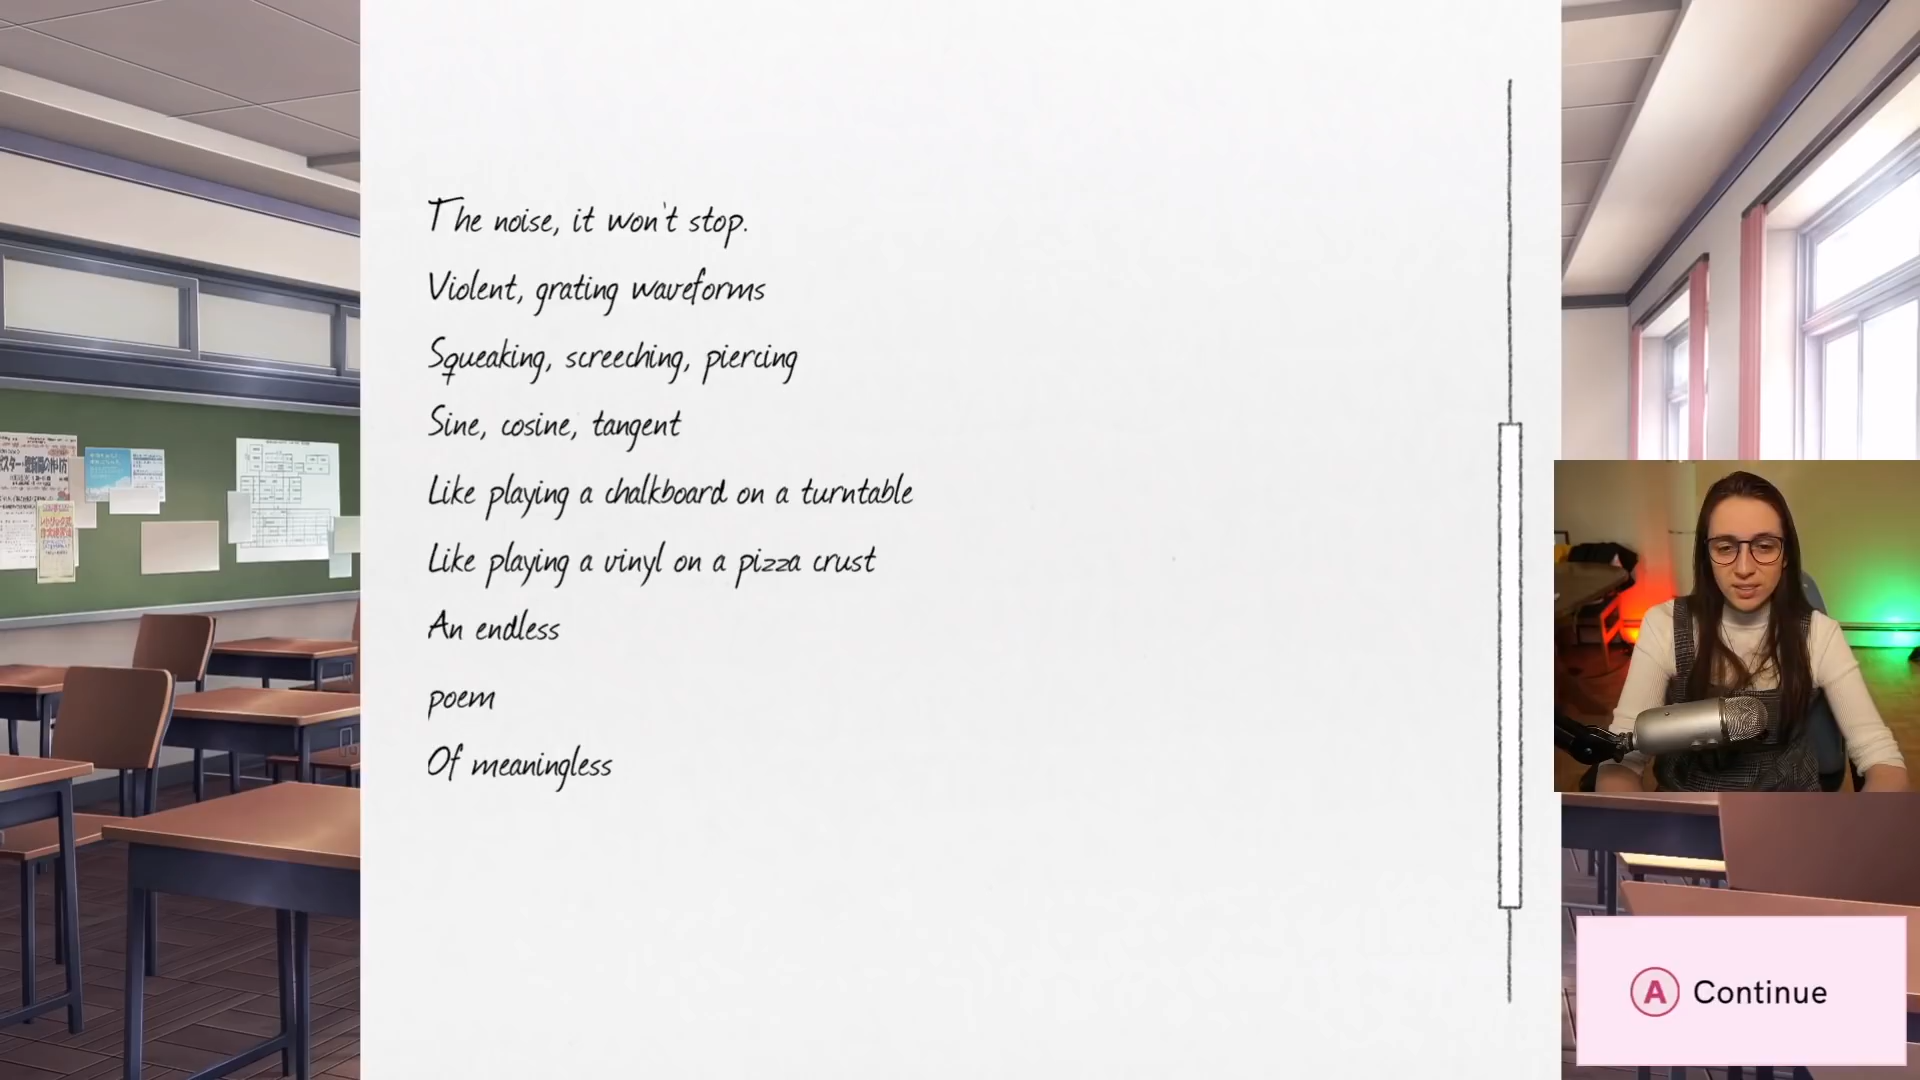 The noise, it won't stop.
Violent, grating waveforms
Squeaking, screeching, piercing
Sine, cosine, tangent
Like playing a chalkboard on a turntable
Like playing a vinyl on a pizza crust
An endless
poem
Of meaningless
A Continue